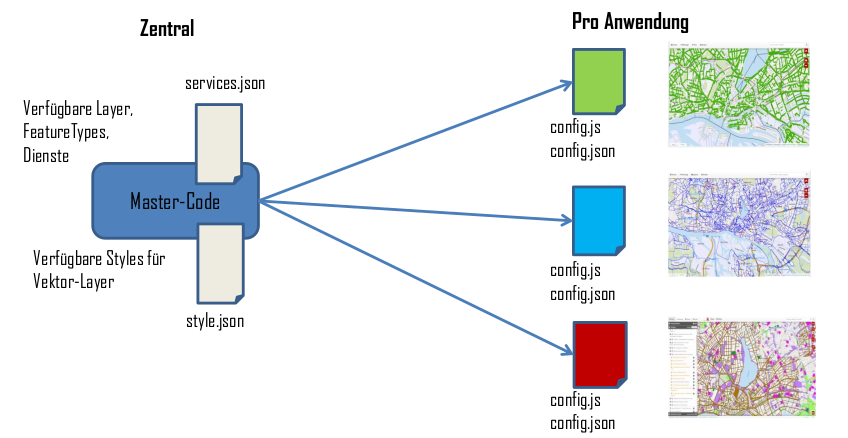 Zentral
Pro Anwendung
services.json
Verfügbare Layer,
FeatureTypes,
Dienste
Master-Code
Verfügbare Styles für
Vektor-Layer
style.json
config.js
config.json
config.js
config.json
config.js
config.json